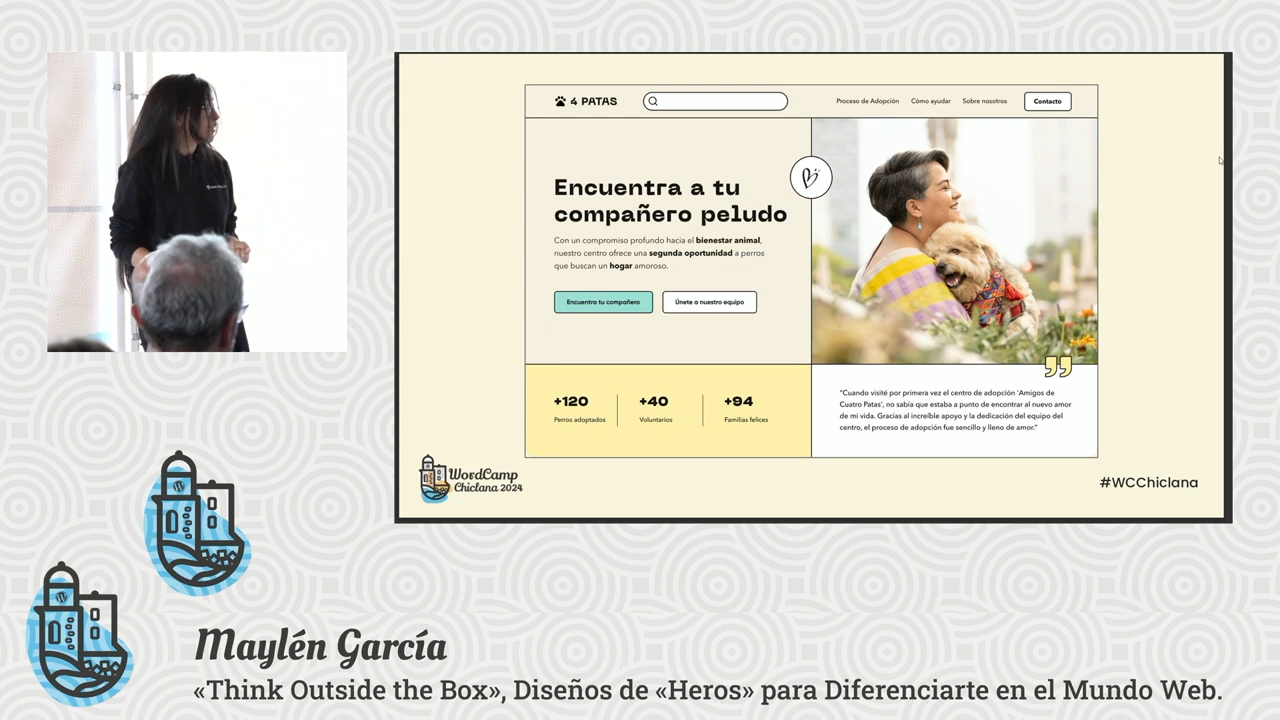 4 PATAS
Proceso de Adopción
Cómo ayudar
Sobre nosotros
Contacto
Encuentra a tu
compañero peludo
Con un compromiso profundo hacia el bienestar animal,
nuestro centro ofrece una segunda oportunidad a perros
que buscan un hogar amoroso.
Encuentra tu compañero
Únete a nuestro equipo
+120
Perros adoptados
+40
Voluntarios
+94
Familias felices
"Cuando visité por primera vez el centro de adopción 'Amigos de
Cuatro Patas', no sabía que estaba a punto de encontrar al nuevo amor
de mi vida. Gracias al increíble apoyo y la dedicación del equipo del
centro, el proceso de adopción fue sencillo y lleno de amor."
WordCamp
Chiclana 2024
#WCChiclana
Maylén García
«Think Outside the Box», Diseños de «Heros» para Diferenciarte en el Mundo Web.